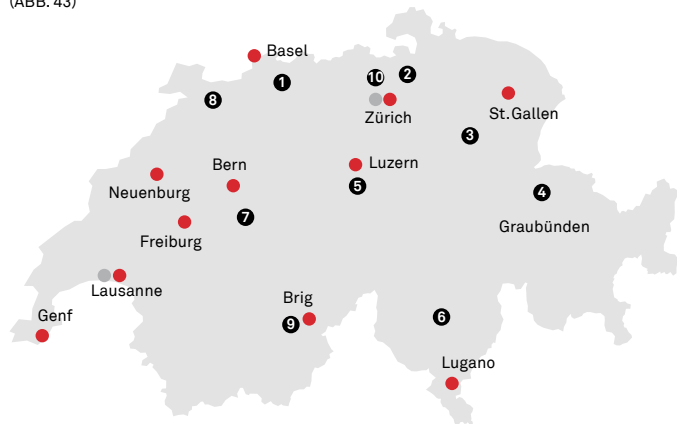 (ABB. 43)
Basel
1
10
2
8
Zürich
St.Gallen
3
Bern
Luzern
5
4
Neuenburg
7
Graubünden
Freiburg
Lausanne
Brig
Genf
9
6
Lugano